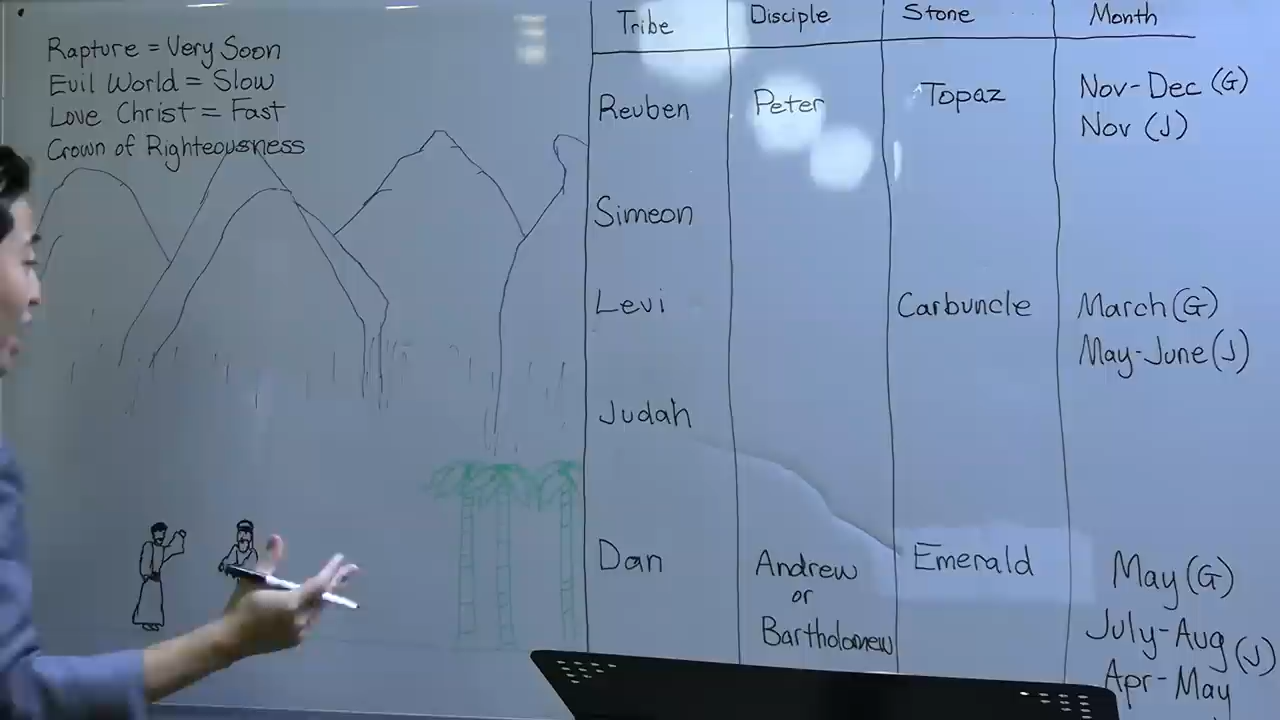 Rapture = Very Soon
Evil World = Slow
Love Christ = Fast
Crown of Righteousness
Tribe Disciple Stone Month
Reuben Peter Topaz Nov-Dec (G)
Nov (J)
Simeon
Levi Carbuncle March (G)
May-June (J)
Judah
Dan Andrew Emerald May (G)
or
Bartholomew July-Aug (J)
Apr-May